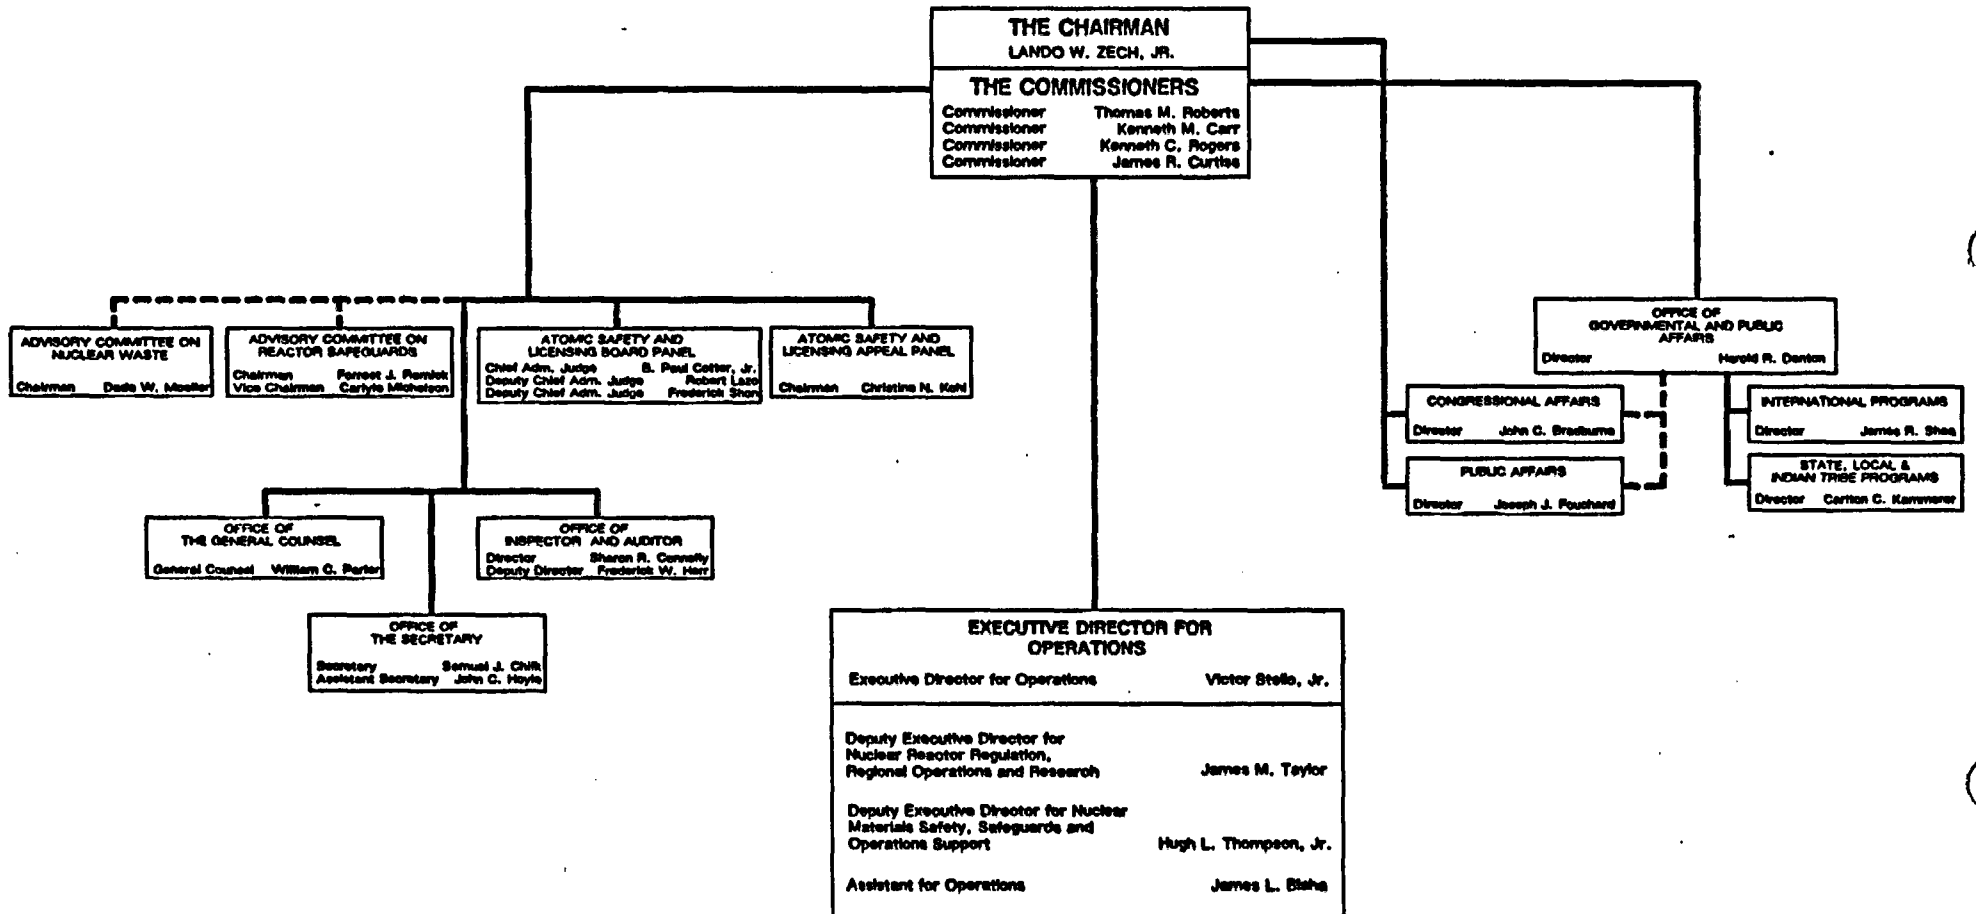 THE CHAIRMAN
LANDO W. ZECH, JR.
THE COMMISSIONERS
Commissioner Thomas M. Roberts
Commissioner Kenneth M. Carr
Commissioner Kenneth C. Rogers
Commissioner James R. Curtiss
ADVISORY COMMITTEE ON
NUCLEAR WASTE
Chairman Dade W. Moeller
ADVISORY COMMITTEE ON
REACTOR SAFEGUARDS
Chairman Forrest J. Remick
Vice Chairman Carlyle Michelson
ATOMIC SAFETY AND
LICENSING BOARD PANEL
Chief Adm. Judge B. Paul Cotter, Jr.
Deputy Chief Adm. Judge Robert Lazo
Deputy Chief Adm. Judge Frederick Shon
ATOMIC SAFETY AND
LICENSING APPEAL PANEL
Chairman Christine N. Kohl
OFFICE OF
GOVERNMENTAL AND PUBLIC
AFFAIRS
Director Harold R. Denton
CONGRESSIONAL AFFAIRS
Director John C. Bradburne
INTERNATIONAL PROGRAMS
Director James R. Shea
PUBLIC AFFAIRS
Director Joseph J. Fouchard
STATE, LOCAL &
INDIAN TRIBE PROGRAMS
Director Carlton C. Kammerer
OFFICE OF
THE GENERAL COUNSEL
General Counsel William C. Parler
OFFICE OF
INSPECTOR AND AUDITOR
Director Sharon R. Connelly
Deputy Director Frederick W. Herr
OFFICE OF
THE SECRETARY
Secretary Samuel J. Chilk
Assistant Secretary John C. Hoyle
EXECUTIVE DIRECTOR FOR
OPERATIONS
Executive Director for Operations Victor Stello, Jr.
Deputy Executive Director for
Nuclear Reactor Regulation,
Regional Operations and Research James M. Taylor
Deputy Executive Director for Nuclear
Materials Safety, Safeguards and
Operations Support Hugh L. Thompson, Jr.
Assistant for Operations James L. Blaha